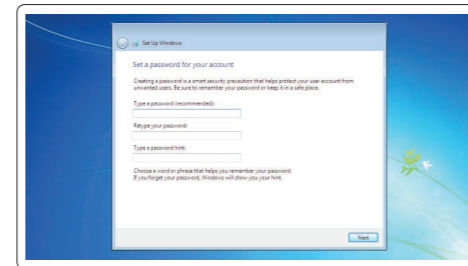 Set Up Windows
Set a password for your account
Creating a password is a smart security precaution that helps protect your user account from
unwanted users. Be sure to remember your password or keep it in a safe place.
Type a password (recommended):
Retype your password:
Type a password hint:
Choose a word or phrase that helps you remember your password.
If you forget your password, Windows will show you your hint.
Next